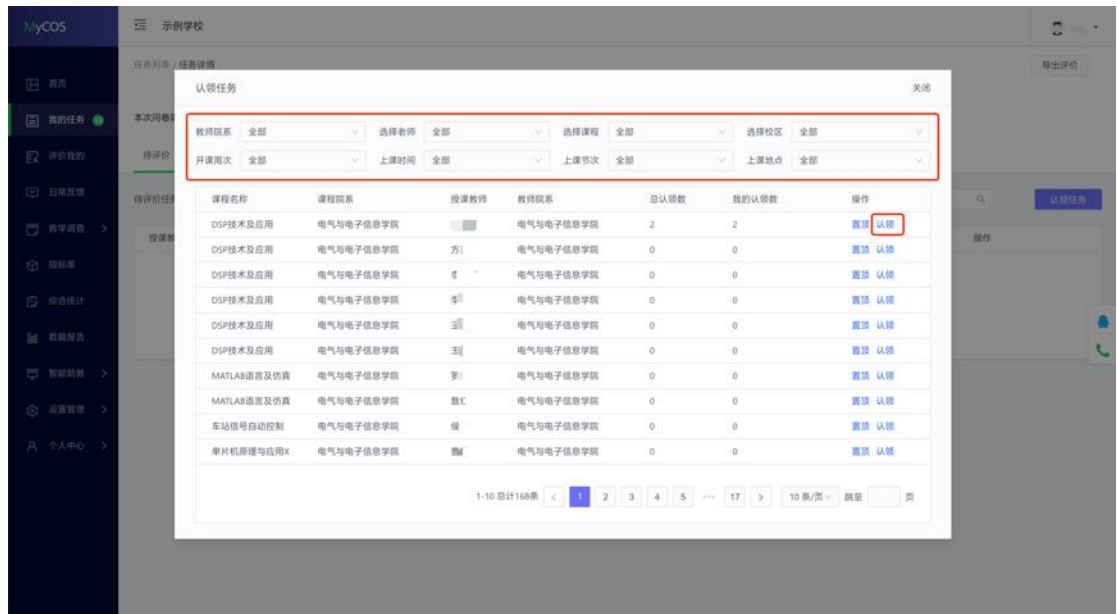 MyCOS
示例学校
任务列表 / 任务详情
导出评价
首页
我的任务
评价我的
日常反馈
教学调查
指标库
综合统计
数据报告
智能助教
设置管理
个人中心
本次问卷
待评价
待评价任务
认领任务
授课教
操作
认领任务
关闭
教师院系 全部 选择老师 全部 选择课程 全部 选择校区 全部
开课周次 全部 上课时间 全部 上课节次 全部 上课地点 全部
课程名称 课程院系 授课教师 教师院系 总认领数 我的认领数 操作
DSP技术及应用 电气与电子信息学院 电气与电子信息学院 2 2 置顶 认领
DSP技术及应用 电气与电子信息学院 方 电气与电子信息学院 0 0 置顶 认领
DSP技术及应用 电气与电子信息学院 电气与电子信息学院 0 0 置顶 认领
DSP技术及应用 电气与电子信息学院 电气与电子信息学院 0 0 置顶 认领
DSP技术及应用 电气与电子信息学院 电气与电子信息学院 0 0 置顶 认领
DSP技术及应用 电气与电子信息学院 王 电气与电子信息学院 0 0 置顶 认领
MATLAB语言及仿真 电气与电子信息学院 电气与电子信息学院 0 0 置顶 认领
MATLAB语言及仿真 电气与电子信息学院 电气与电子信息学院 0 0 置顶 认领
车站信号自动控制 电气与电子信息学院 侯 电气与电子信息学院 0 0 置顶 认领
单片机原理与应用X 电气与电子信息学院 电气与电子信息学院 0 0 置顶 认领
1-10 总计168条 < 1 2 3 4 5 ··· 17 > 10 条/页 跳至 页